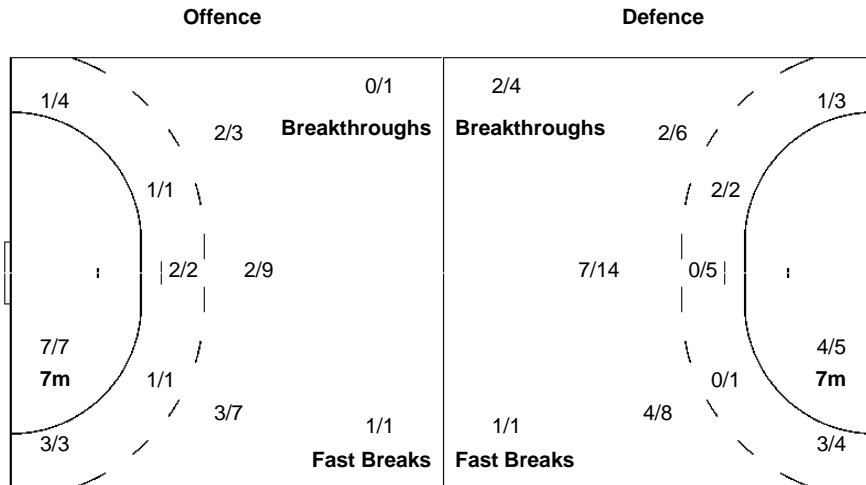 Offence Defence
0/1 2/4
1/4 1/3
2/3 Breakthroughs Breakthroughs 2/6
1/1 2/2
2/2 2/9 7/14 0/5
7/7 4/5
7m 1/1 0/1 7m
3/7 4/8
1/1 1/1
3/3 3/4
Fast Breaks Fast Breaks